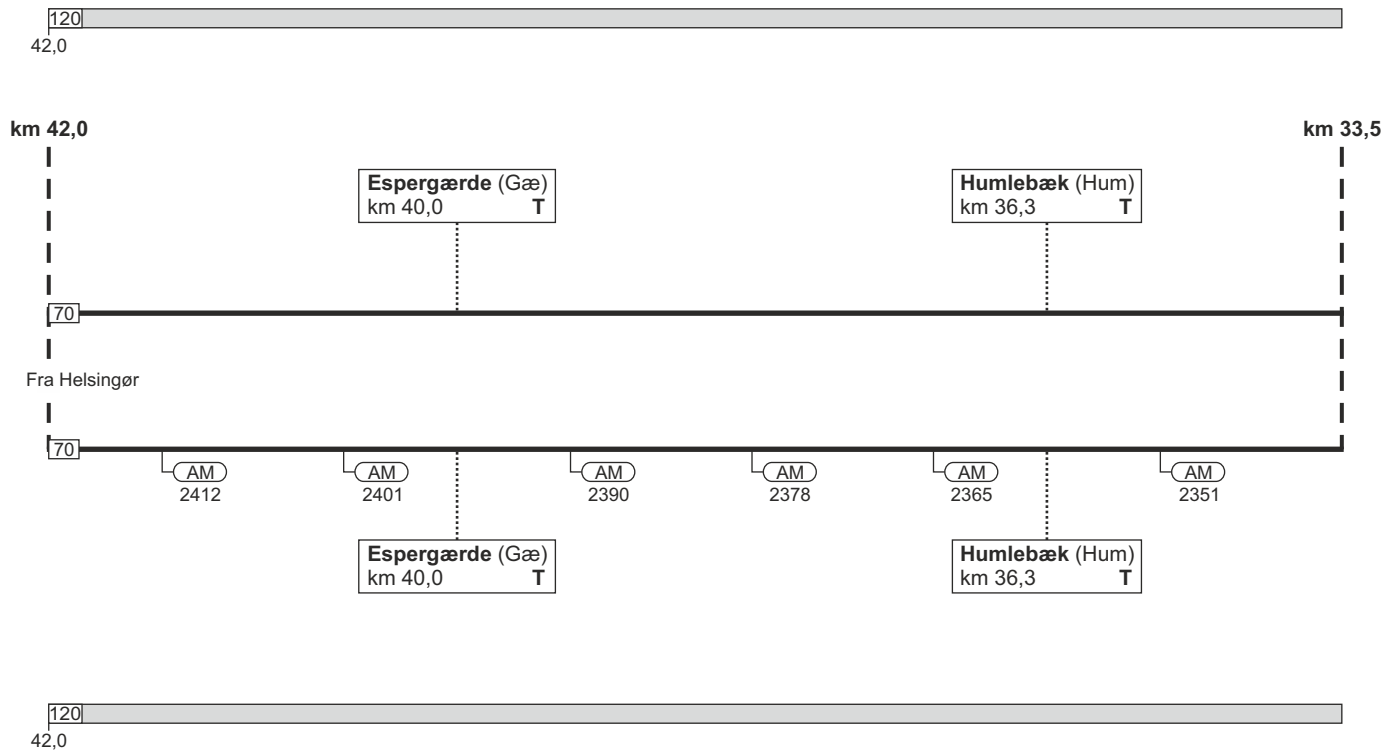 120
42,0
km 42,0
km 33,5
Espergærde (Gæ)
km 40,0 T
Humlebæk (Hum)
km 36,3 T
70
Fra Helsingør
70
AM
2412
AM
2401
AM
2390
AM
2378
AM
2365
AM
2351
Espergærde (Gæ)
km 40,0 T
Humlebæk (Hum)
km 36,3 T
120
42,0